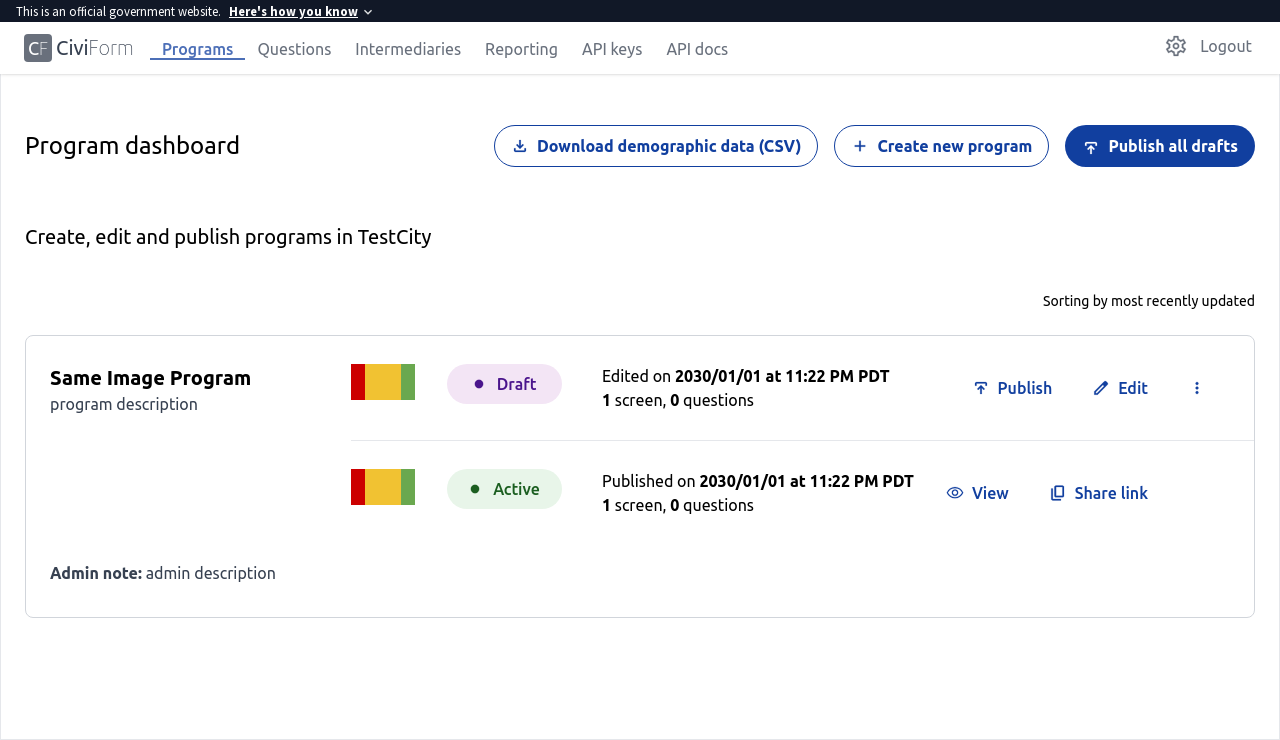 This is an official government website. Here's how you know
CF CiviForm Programs Questions Intermediaries Reporting API keys API docs Logout
Program dashboard
Download demographic data (CSV) Create new program Publish all drafts
Create, edit and publish programs in TestCity
Sorting by most recently updated
Same Image Program
program description
Draft
Edited on 2030/01/01 at 11:22 PM PDT
1 screen, 0 questions
Publish Edit
Active
Published on 2030/01/01 at 11:22 PM PDT
1 screen, 0 questions
View Share link
Admin note: admin description